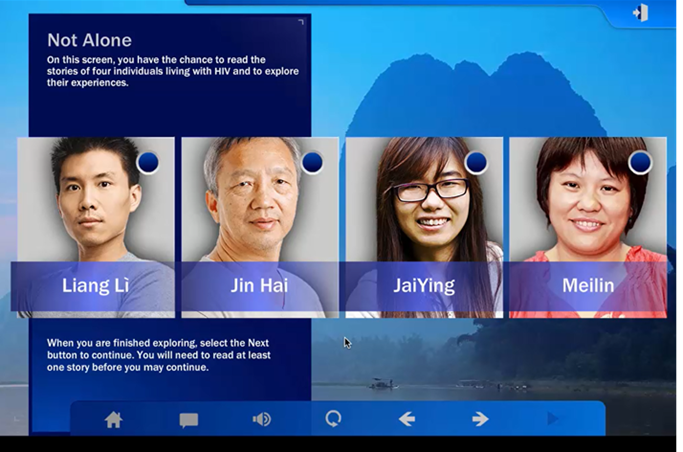 Not Alone
On this screen, you have the chance to read the
stories of four individuals living with HIV and to explore
their experiences.
Liang Lì
Jin Hai
JaiYing
Meilin
When you are finished exploring, select the Next
button to continue. You will need to read at least
one story before you may continue.